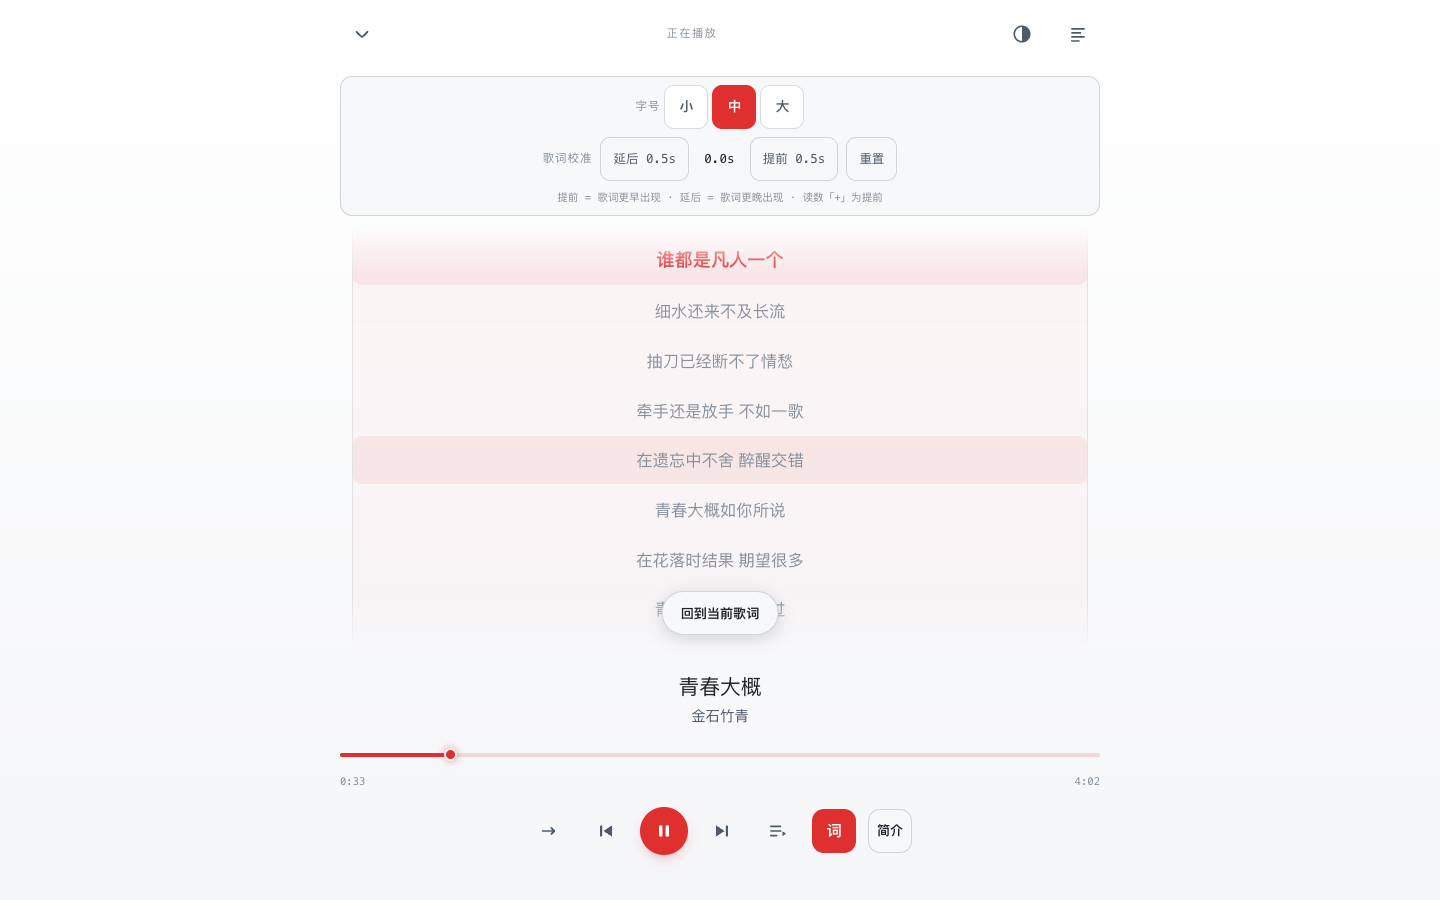 正在播放
字号 小 中 大
歌词校准 延后 0.5s 0.0s 提前 0.5s 重置
提前 = 歌词更早出现 · 延后 = 歌词更晚出现 · 读数「+」为提前
谁都是凡人一个
细水还来不及长流
抽刀已经断不了情愁
牵手还是放手 不如一歌
在遗忘中不舍 醉醒交错
青春大概如你所说
在花落时结果 期望很多
青 过
回到当前歌词
青春大概
金石竹青
0:33 4:02
词 简介